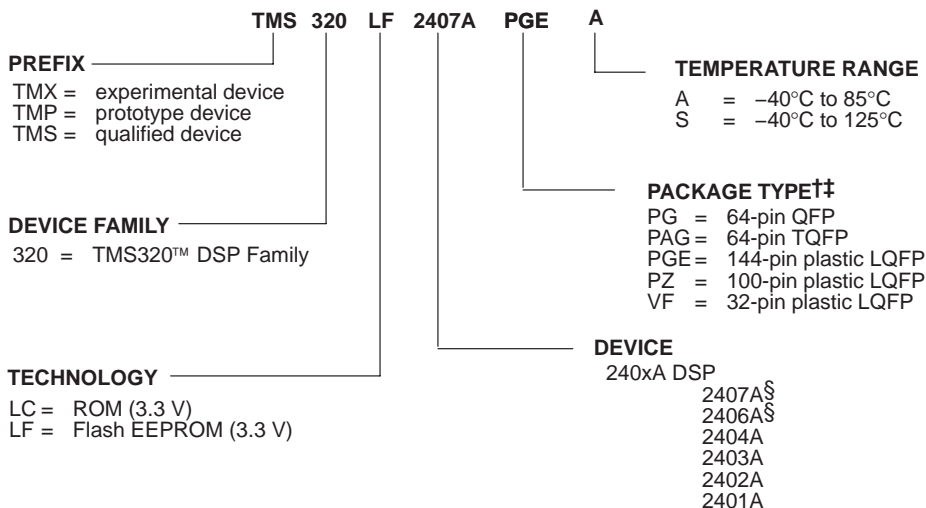 TMS 320 LF 2407A PGE A
PREFIX
TMX = experimental device
TMP = prototype device
TMS = qualified device
TEMPERATURE RANGE
A = −40°C to 85°C
S = −40°C to 125°C
PACKAGE TYPE†‡
PG = 64-pin QFP
PAG = 64-pin TQFP
PGE = 144-pin plastic LQFP
PZ = 100-pin plastic LQFP
VF = 32-pin plastic LQFP
DEVICE FAMILY
320 = TMS320™ DSP Family
DEVICE
240xA DSP
2407A§
2406A§
2404A
2403A
2402A
2401A
TECHNOLOGY
LC = ROM (3.3 V)
LF = Flash EEPROM (3.3 V)